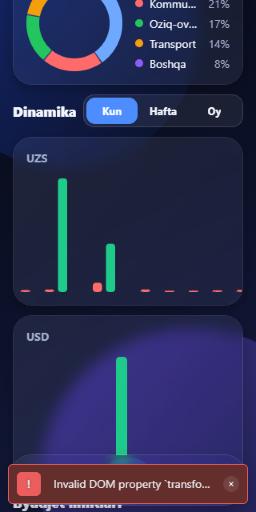 Kommu... 21%
Oziq-ov... 17%
Transport 14%
Boshqa 8%
Dinamika Kun Hafta Oy
UZS
USD
! Invalid DOM property `transfo... ×